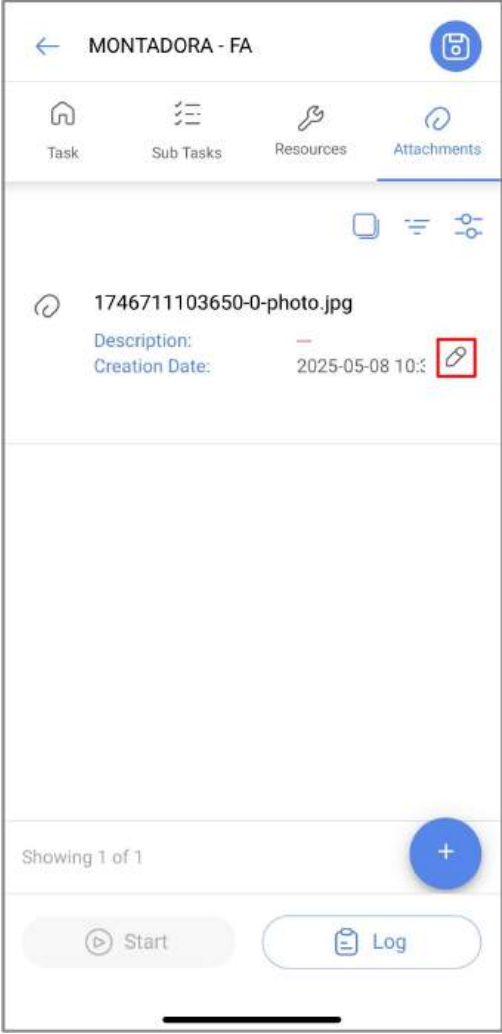 MONTADORA - FA
Task
Sub Tasks
Resources
Attachments
1746711103650-0-photo.jpg
Description: —
Creation Date: 2025-05-08 10:3
Showing 1 of 1
+
Start
Log